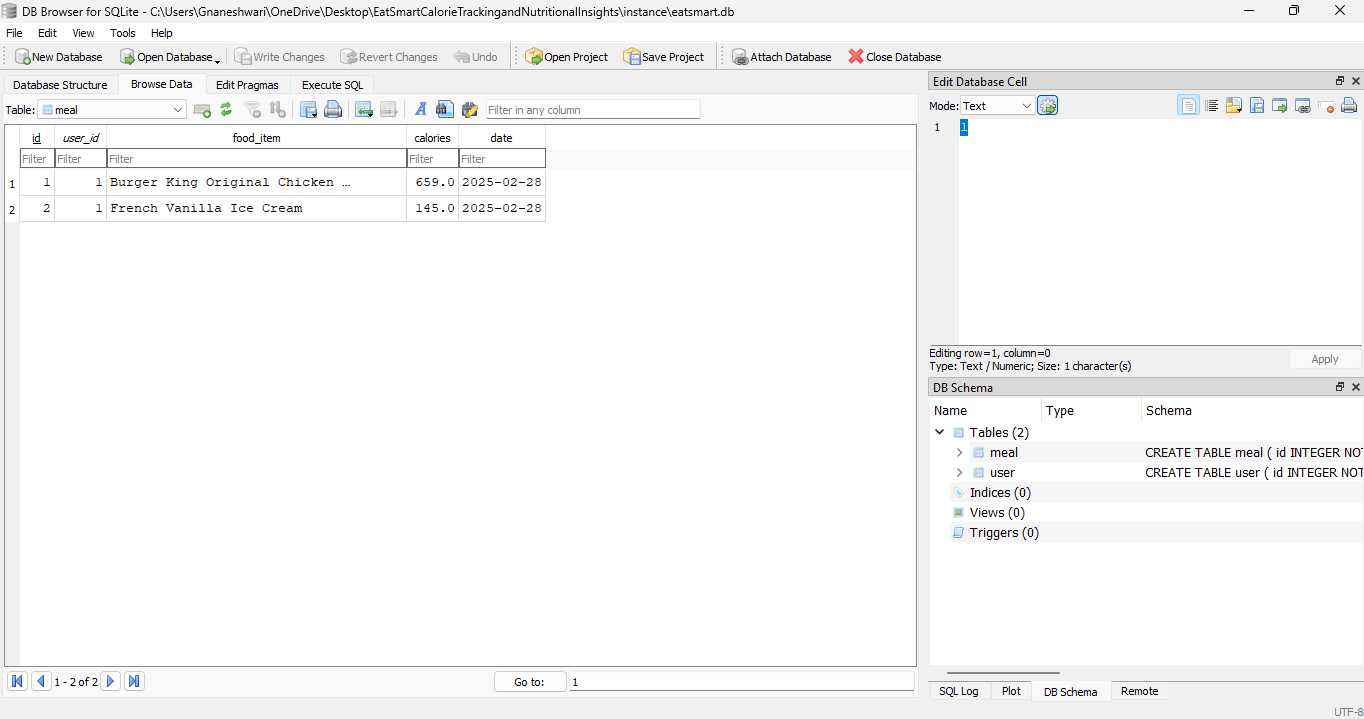 DB Browser for SQLite - C:\Users\Gnaneshwari\OneDrive\Desktop\EatSmartCalorieTrackingandNutritionalInsights\instance\eatsmart.db
File Edit View Tools Help
New Database Open Database Write Changes Revert Changes Undo Open Project Save Project Attach Database Close Database
Database Structure Browse Data Edit Pragmas Execute SQL
Table: meal Filter in any column
id user_id food_item calories date
Filter Filter Filter Filter Filter
1 1 1 Burger King Original Chicken … 659.0 2025-02-28
2 2 1 French Vanilla Ice Cream 145.0 2025-02-28
1 - 2 of 2 Go to: 1
Edit Database Cell
Mode: Text
1 1
Editing row=1, column=0
Type: Text / Numeric; Size: 1 character(s)
Apply
DB Schema
Name Type Schema
Tables (2)
meal CREATE TABLE meal ( id INTEGER NOT
user CREATE TABLE user ( id INTEGER NOT
Indices (0)
Views (0)
Triggers (0)
SQL Log Plot DB Schema Remote
UTF-8